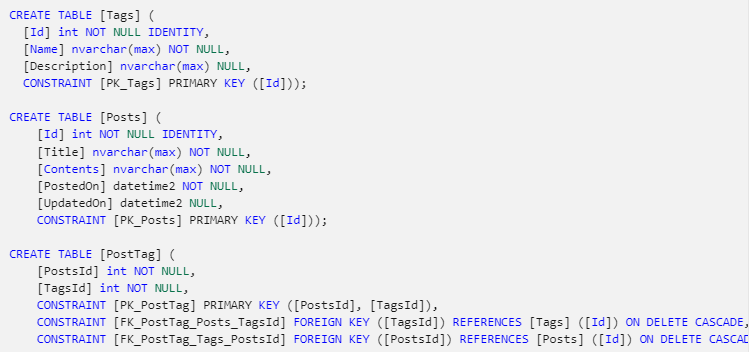 CREATE TABLE [Tags] (
[Id] int NOT NULL IDENTITY,
[Name] nvarchar(max) NOT NULL,
[Description] nvarchar(max) NULL,
CONSTRAINT [PK_Tags] PRIMARY KEY ([Id]));
CREATE TABLE [Posts] (
[Id] int NOT NULL IDENTITY,
[Title] nvarchar(max) NOT NULL,
[Contents] nvarchar(max) NOT NULL,
[PostedOn] datetime2 NOT NULL,
[UpdatedOn] datetime2 NULL,
CONSTRAINT [PK_Posts] PRIMARY KEY ([Id]));
CREATE TABLE [PostTag] (
[PostsId] int NOT NULL,
[TagsId] int NOT NULL,
CONSTRAINT [PK_PostTag] PRIMARY KEY ([PostsId], [TagsId]),
CONSTRAINT [FK_PostTag_Posts_TagsId] FOREIGN KEY ([TagsId]) REFERENCES [Tags] ([Id]) ON DELETE CASCADE,
CONSTRAINT [FK_PostTag_Tags_PostsId] FOREIGN KEY ([PostsId]) REFERENCES [Posts] ([Id]) ON DELETE CASCAD